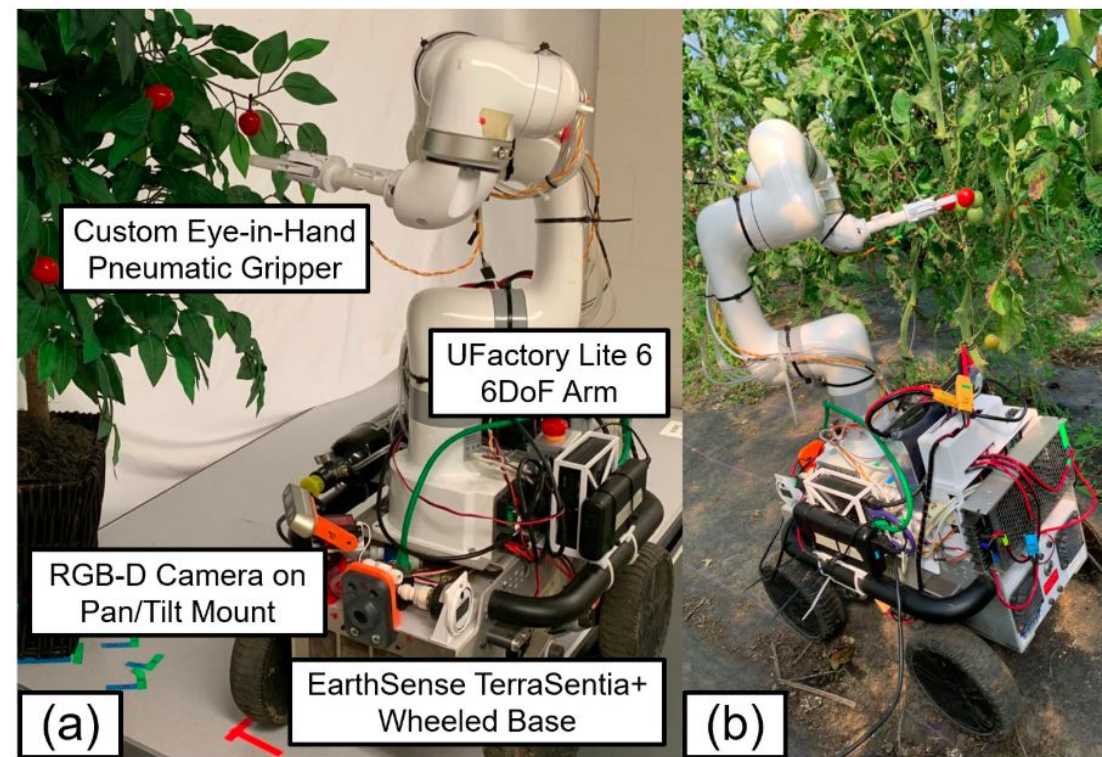 Custom Eye-in-Hand
Pneumatic Gripper
UFactory Lite 6
6DoF Arm
RGB-D Camera on
Pan/Tilt Mount
EarthSense TerraSentia+
Wheeled Base
(a)
(b)